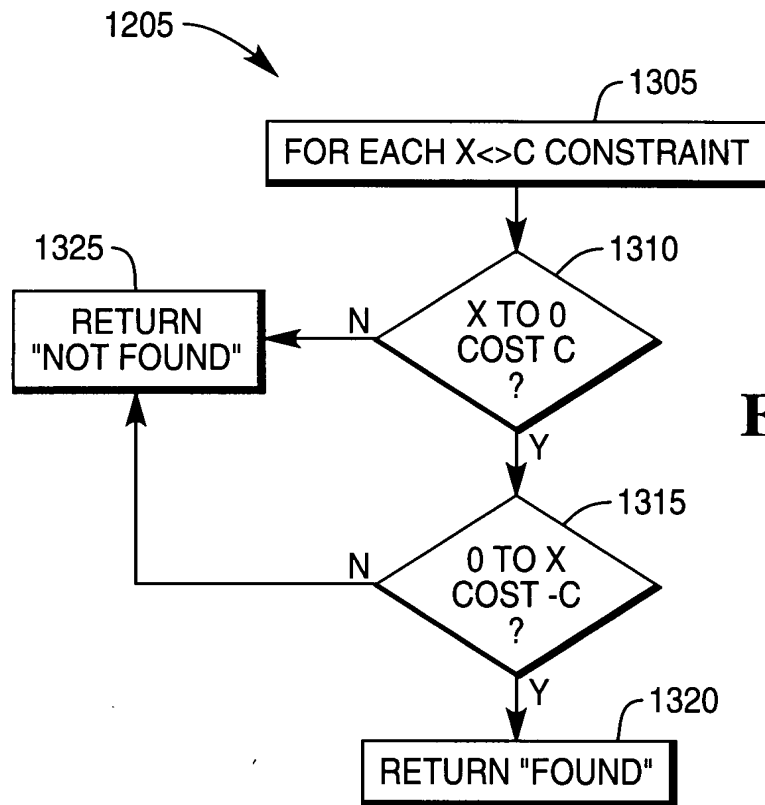 1205
1305
FOR EACH X<>C CONSTRAINT
1325
1310
RETURN
"NOT FOUND"
N
X TO 0
COST C
?
Y
1315
N
0 TO X
COST -C
?
Y
1320
RETURN "FOUND"